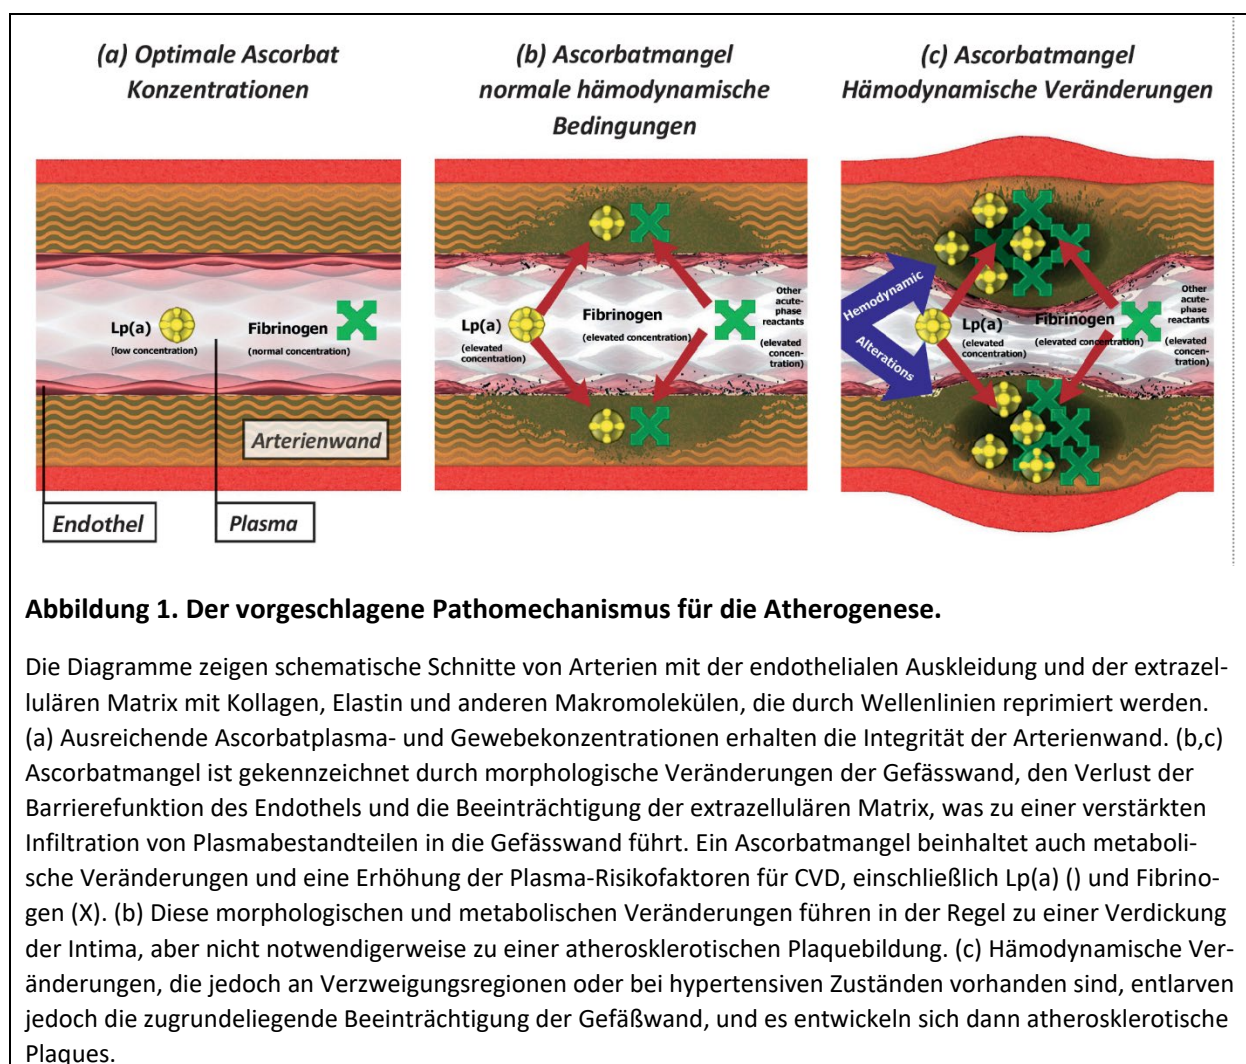 (a) Optimale Ascorbat
Konzentrationen
(b) Ascorbatmangel
normale hämodynamische
Bedingungen
(c) Ascorbatmangel
Hämodynamische Veränderungen
Lp(a)
(low concentration)
Fibrinogen
(normal concentration)
Arterienwand
Endothel
Plasma
Lp(a)
(elevated
concentration)
Fibrinogen
(elevated concentration)
Other
acute-
phase
reactants
(elevated
concen-
tration)
Hemodynamic
Alterations
Lp(a)
(elevated
concentration)
Fibrinogen
(elevated concentration)
Other
acute-
phase
reactants
(elevated
concen-
tration)
Abbildung 1. Der vorgeschlagene Pathomechanismus für die Atherogenese.
Die Diagramme zeigen schematische Schnitte von Arterien mit der endothelialen Auskleidung und der extrazel-
lulären Matrix mit Kollagen, Elastin und anderen Makromolekülen, die durch Wellenlinien reprimiert werden.
(a) Ausreichende Ascorbatplasma- und Gewebekonzentrationen erhalten die Integrität der Arterienwand. (b,c)
Ascorbatmangel ist gekennzeichnet durch morphologische Veränderungen der Gefässwand, den Verlust der
Barrierefunktion des Endothels und die Beeinträchtigung der extrazellulären Matrix, was zu einer verstärkten
Infiltration von Plasmabestandteilen in die Gefässwand führt. Ein Ascorbatmangel beinhaltet auch metaboli-
sche Veränderungen und eine Erhöhung der Plasma-Risikofaktoren für CVD, einschließlich Lp(a) () und Fibrino-
gen (X). (b) Diese morphologischen und metabolischen Veränderungen führen in der Regel zu einer Verdickung
der Intima, aber nicht notwendigerweise zu einer atherosklerotischen Plaquebildung. (c) Hämodynamische Ver-
änderungen, die jedoch an Verzweigungsregionen oder bei hypertensiven Zuständen vorhanden sind, entlarven
jedoch die zugrundeliegende Beeinträchtigung der Gefäßwand, und es entwickeln sich dann atherosklerotische
Plaques.